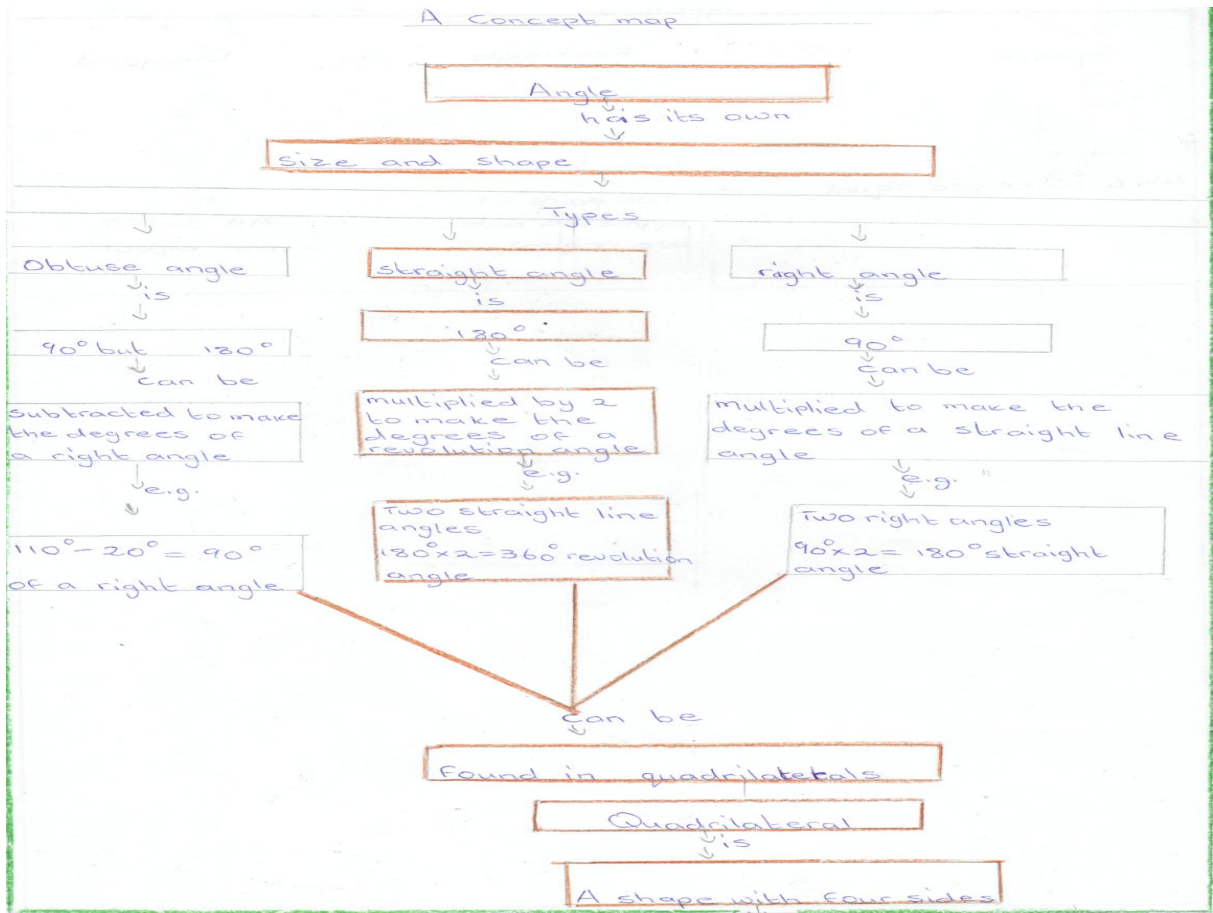 A Concept map
Angle
has its own
size and shape
Types
Obtuse angle
is
90° but 180°
can be
subtracted to make
the degrees of
a right angle
e.g.
110° - 20° = 90°
of a right angle
straight angle
is
180°
can be
multiplied by 2
to make the
degrees of a
revolution angle
e.g.
Two straight line
angles
180° x 2 = 360° revolution
angle
right angle
is
90°
can be
multiplied to make the
degrees of a straight line
angle
e.g.
Two right angles
90° x 2 = 180° straight
angle
can be
Found in quadrilaterals
Quadrilateral
is
A shape with four sides